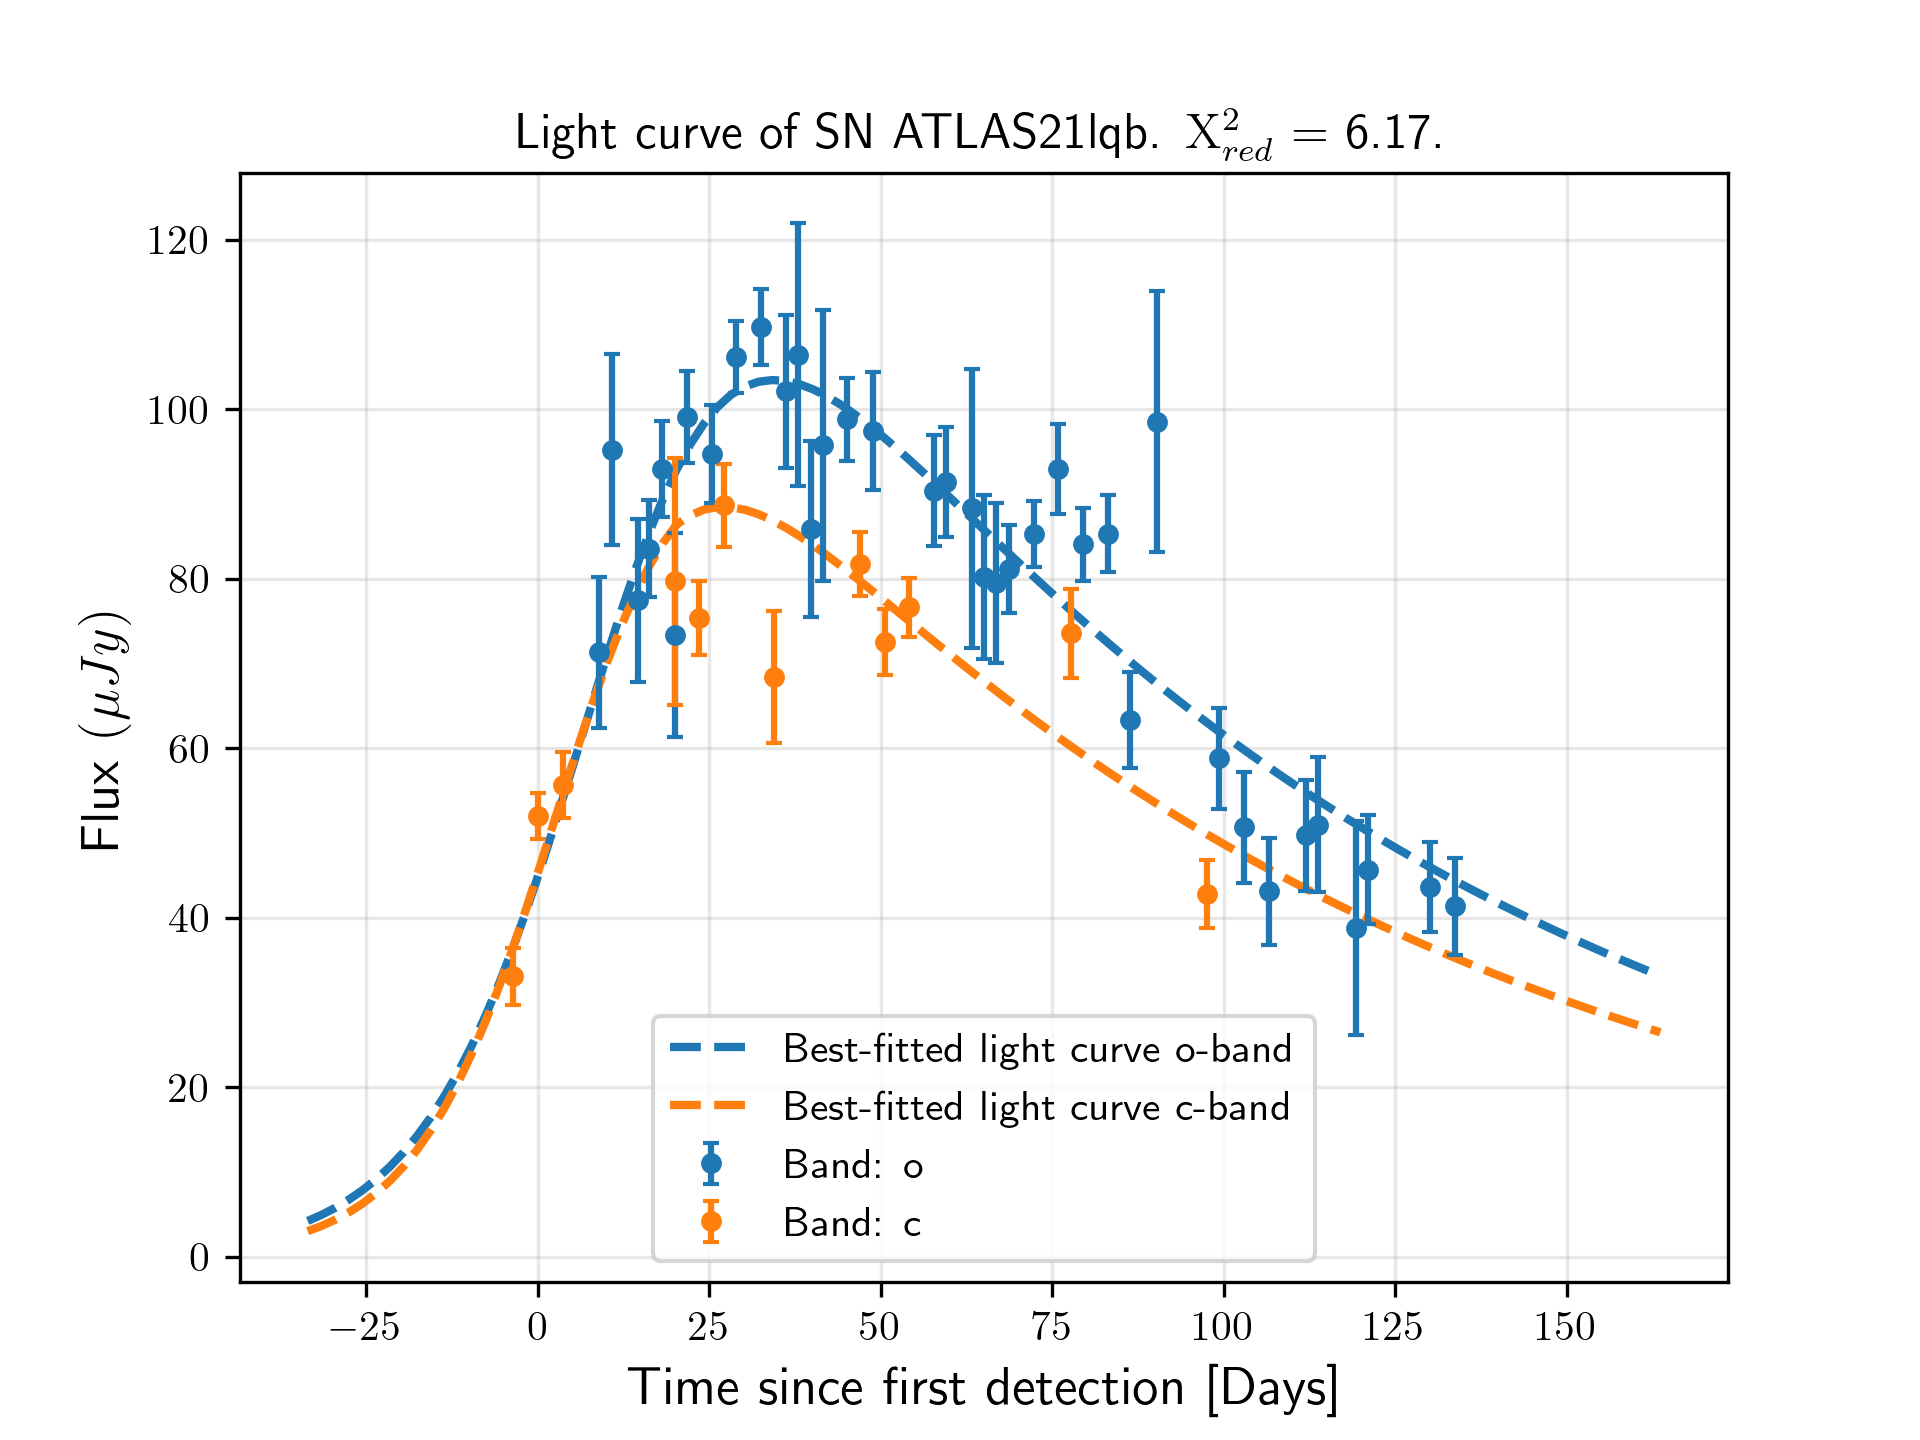 Light curve of SN ATLAS21lqb. X²_red = 6.17.
120
100
80
60
40
20
0
Flux (μJy)
Best-fitted light curve o-band
Best-fitted light curve c-band
Band: o
Band: c
−25 0 25 50 75 100 125 150
Time since first detection [Days]